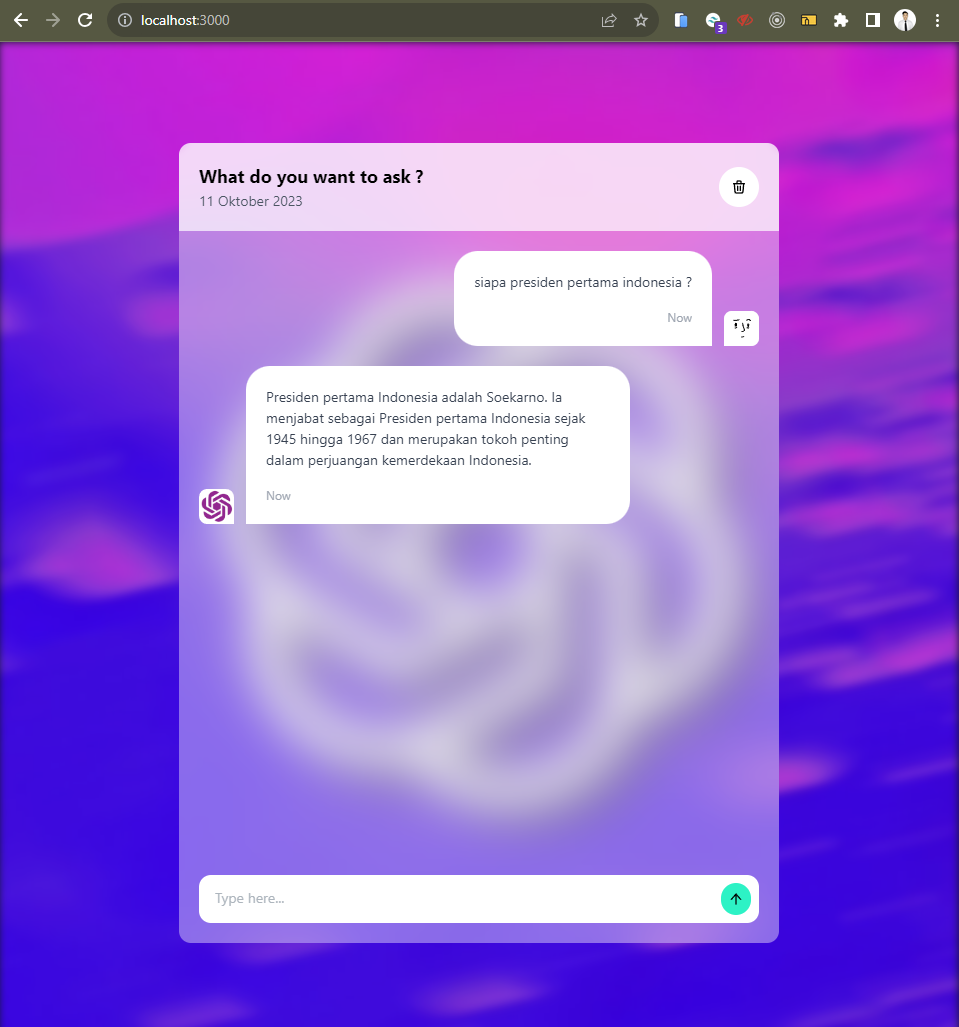 localhost:3000
3
What do you want to ask ?
11 Oktober 2023
siapa presiden pertama indonesia ?
Now
Presiden pertama Indonesia adalah Soekarno. Ia
menjabat sebagai Presiden pertama Indonesia sejak
1945 hingga 1967 dan merupakan tokoh penting
dalam perjuangan kemerdekaan Indonesia.
Now
Type here...